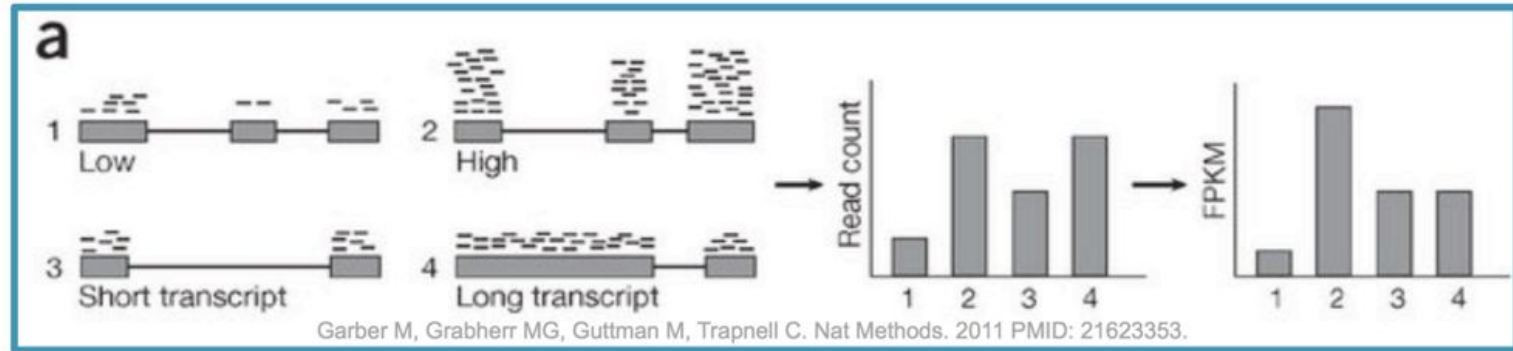 a
1
Low
2
High
3
Short transcript
4
Long transcript
Read count
1 2 3 4
FPKM
1 2 3 4
Garber M, Grabherr MG, Guttman M, Trapnell C. Nat Methods. 2011 PMID: 21623353.